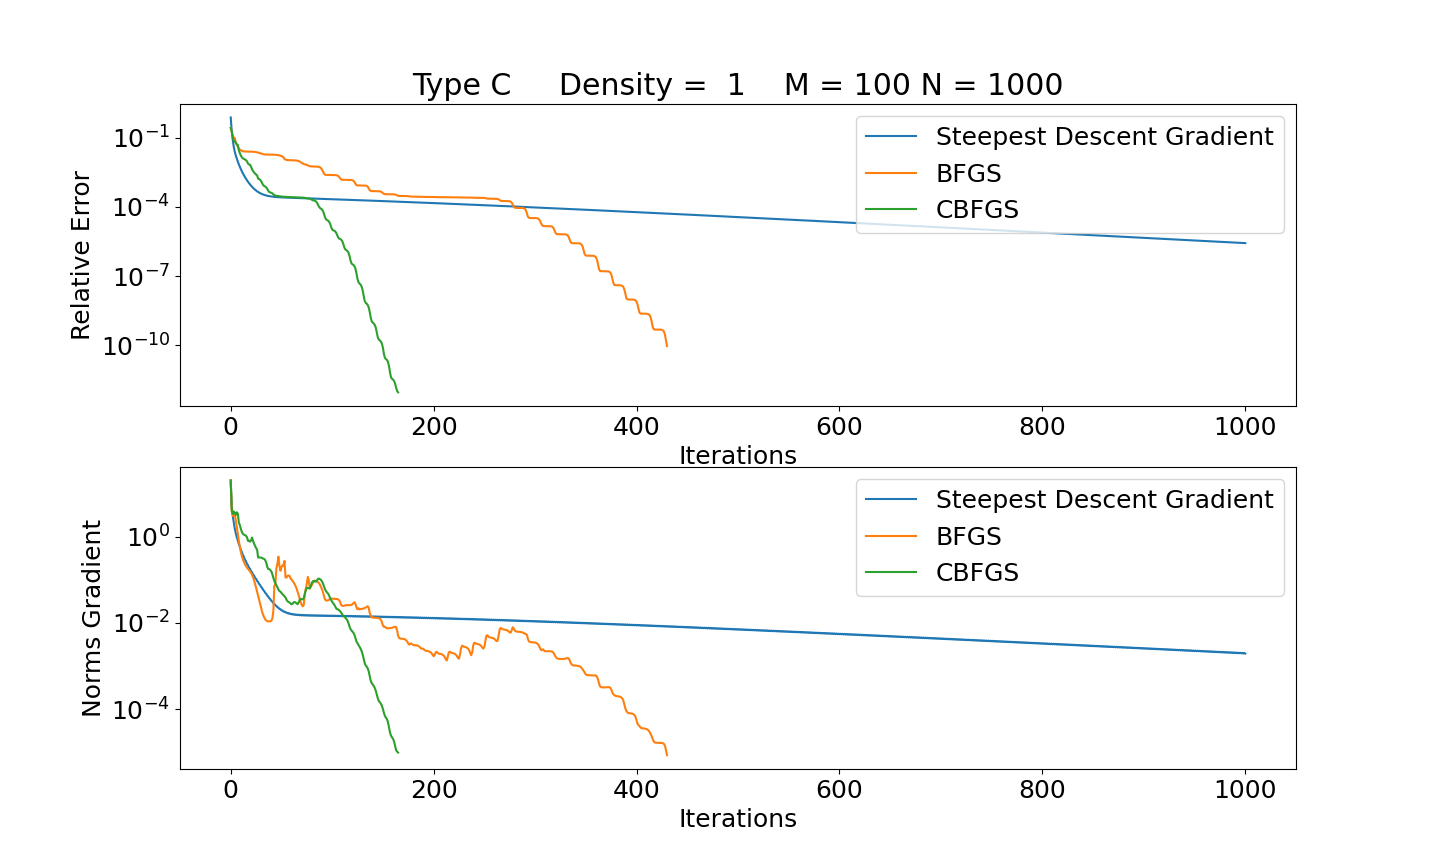 Type C Density = 1 M = 100 N = 1000
Relative Error
10⁻¹
10⁻⁴
10⁻⁷
10⁻¹⁰
Steepest Descent Gradient
BFGS
CBFGS
0 200 400 600 800 1000
Iterations
Norms Gradient
10⁰
10⁻²
10⁻⁴
Steepest Descent Gradient
BFGS
CBFGS
0 200 400 600 800 1000
Iterations